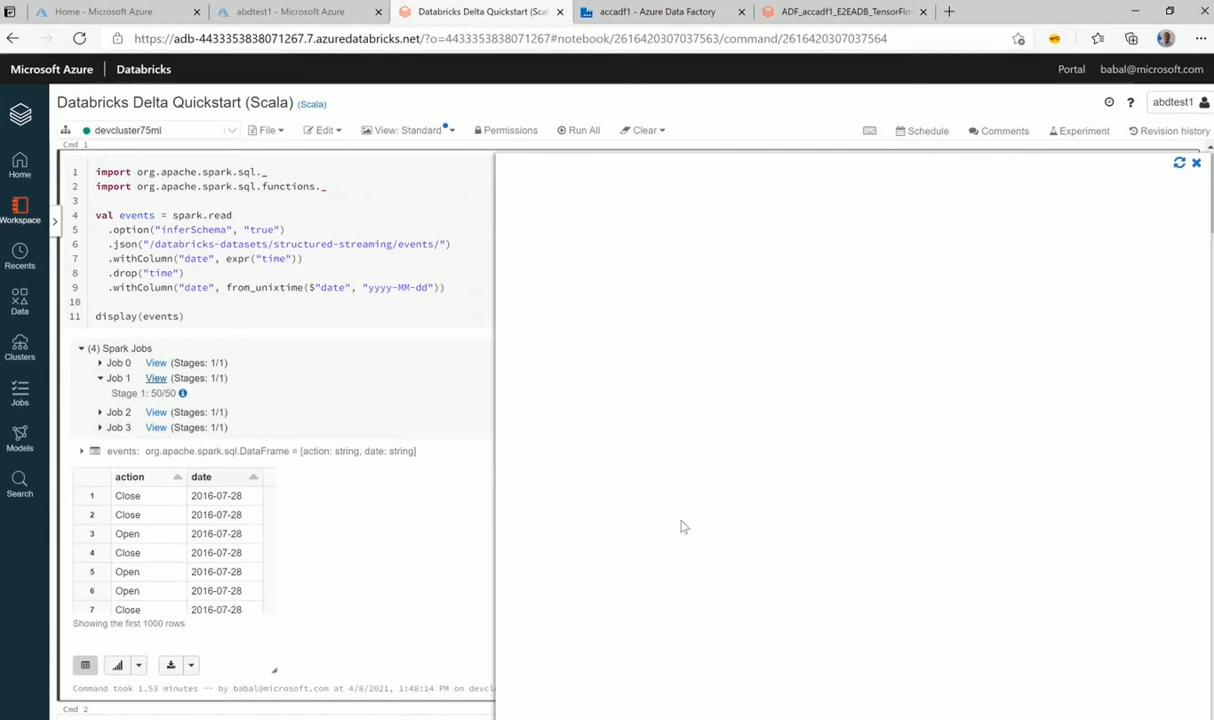 Home - Microsoft Azure
abdtest1 - Microsoft Azure
Databricks Delta Quickstart (Sca
accadf1 - Azure Data Factory
ADF_accadf1_E2EADB_TensorFlo
https://adb-4433353838071267.7.azuredatabricks.net/?o=4433353838071267#notebook/2616420307037563/command/2616420307037564
Microsoft Azure
Databricks
Portal
babal@microsoft.com
Databricks Delta Quickstart (Scala)
(Scala)
abdtest1
devcluster75ml
File
Edit
View: Standard
Permissions
Run All
Clear
Schedule
Comments
Experiment
Revision history
Home
Workspace
Recents
Data
Clusters
Jobs
Models
Search
Cmd 1
1 import org.apache.spark.sql._
2 import org.apache.spark.sql.functions._
3
4 val events = spark.read
5 .option("inferSchema", "true")
6 .json("/databricks-datasets/structured-streaming/events/")
7 .withColumn("date", expr("time"))
8 .drop("time")
9 .withColumn("date", from_unixtime($"date", "yyyy-MM-dd"))
10
11 display(events)
(4) Spark Jobs
Job 0 View (Stages: 1/1)
Job 1 View (Stages: 1/1)
Stage 1: 50/50
Job 2 View (Stages: 1/1)
Job 3 View (Stages: 1/1)
events: org.apache.spark.sql.DataFrame = [action: string, date: string]
action date
1 Close 2016-07-28
2 Close 2016-07-28
3 Open 2016-07-28
4 Close 2016-07-28
5 Open 2016-07-28
6 Open 2016-07-28
7 Close 2016-07-28
Showing the first 1000 rows.
Command took 1.53 minutes -- by babal@microsoft.com at 4/8/2021, 1:48:14 PM on devcl
Cmd 2